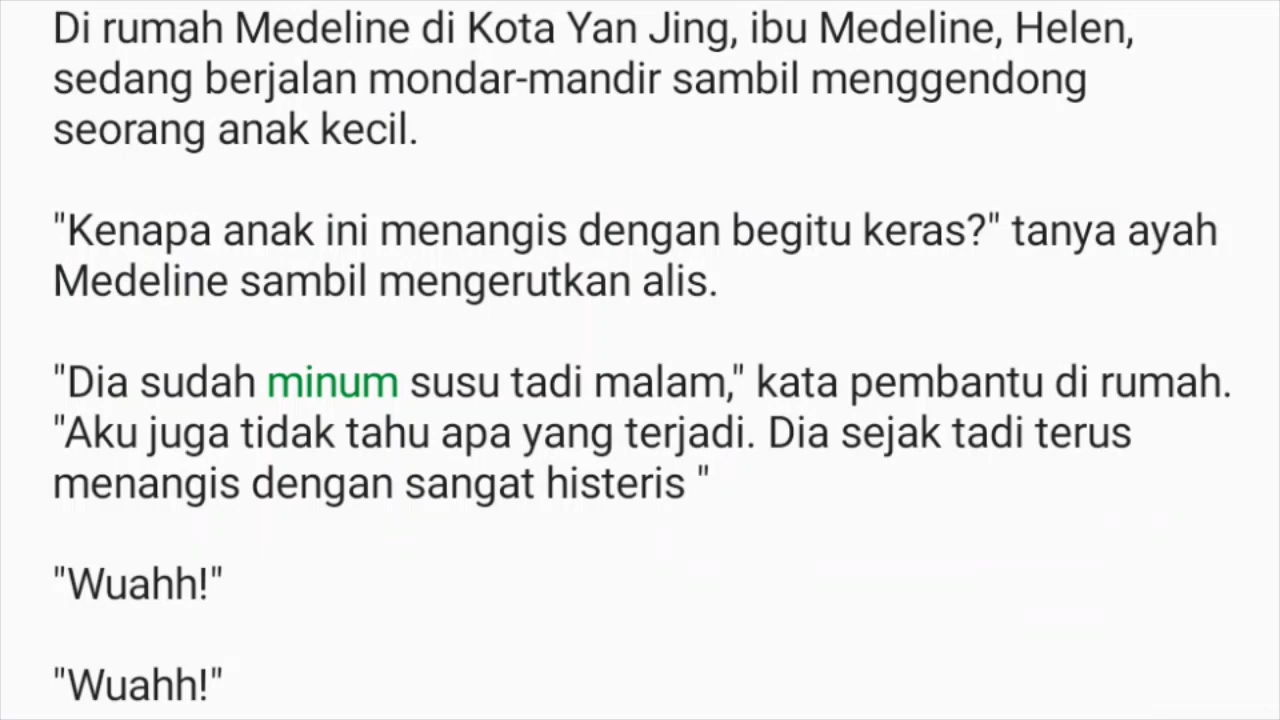 Di rumah Medeline di Kota Yan Jing, ibu Medeline, Helen,
sedang berjalan mondar-mandir sambil menggendong
seorang anak kecil.
"Kenapa anak ini menangis dengan begitu keras?" tanya ayah
Medeline sambil mengerutkan alis.
"Dia sudah minum susu tadi malam," kata pembantu di rumah.
"Aku juga tidak tahu apa yang terjadi. Dia sejak tadi terus
menangis dengan sangat histeris "
"Wuahh!"
"Wuahh!"